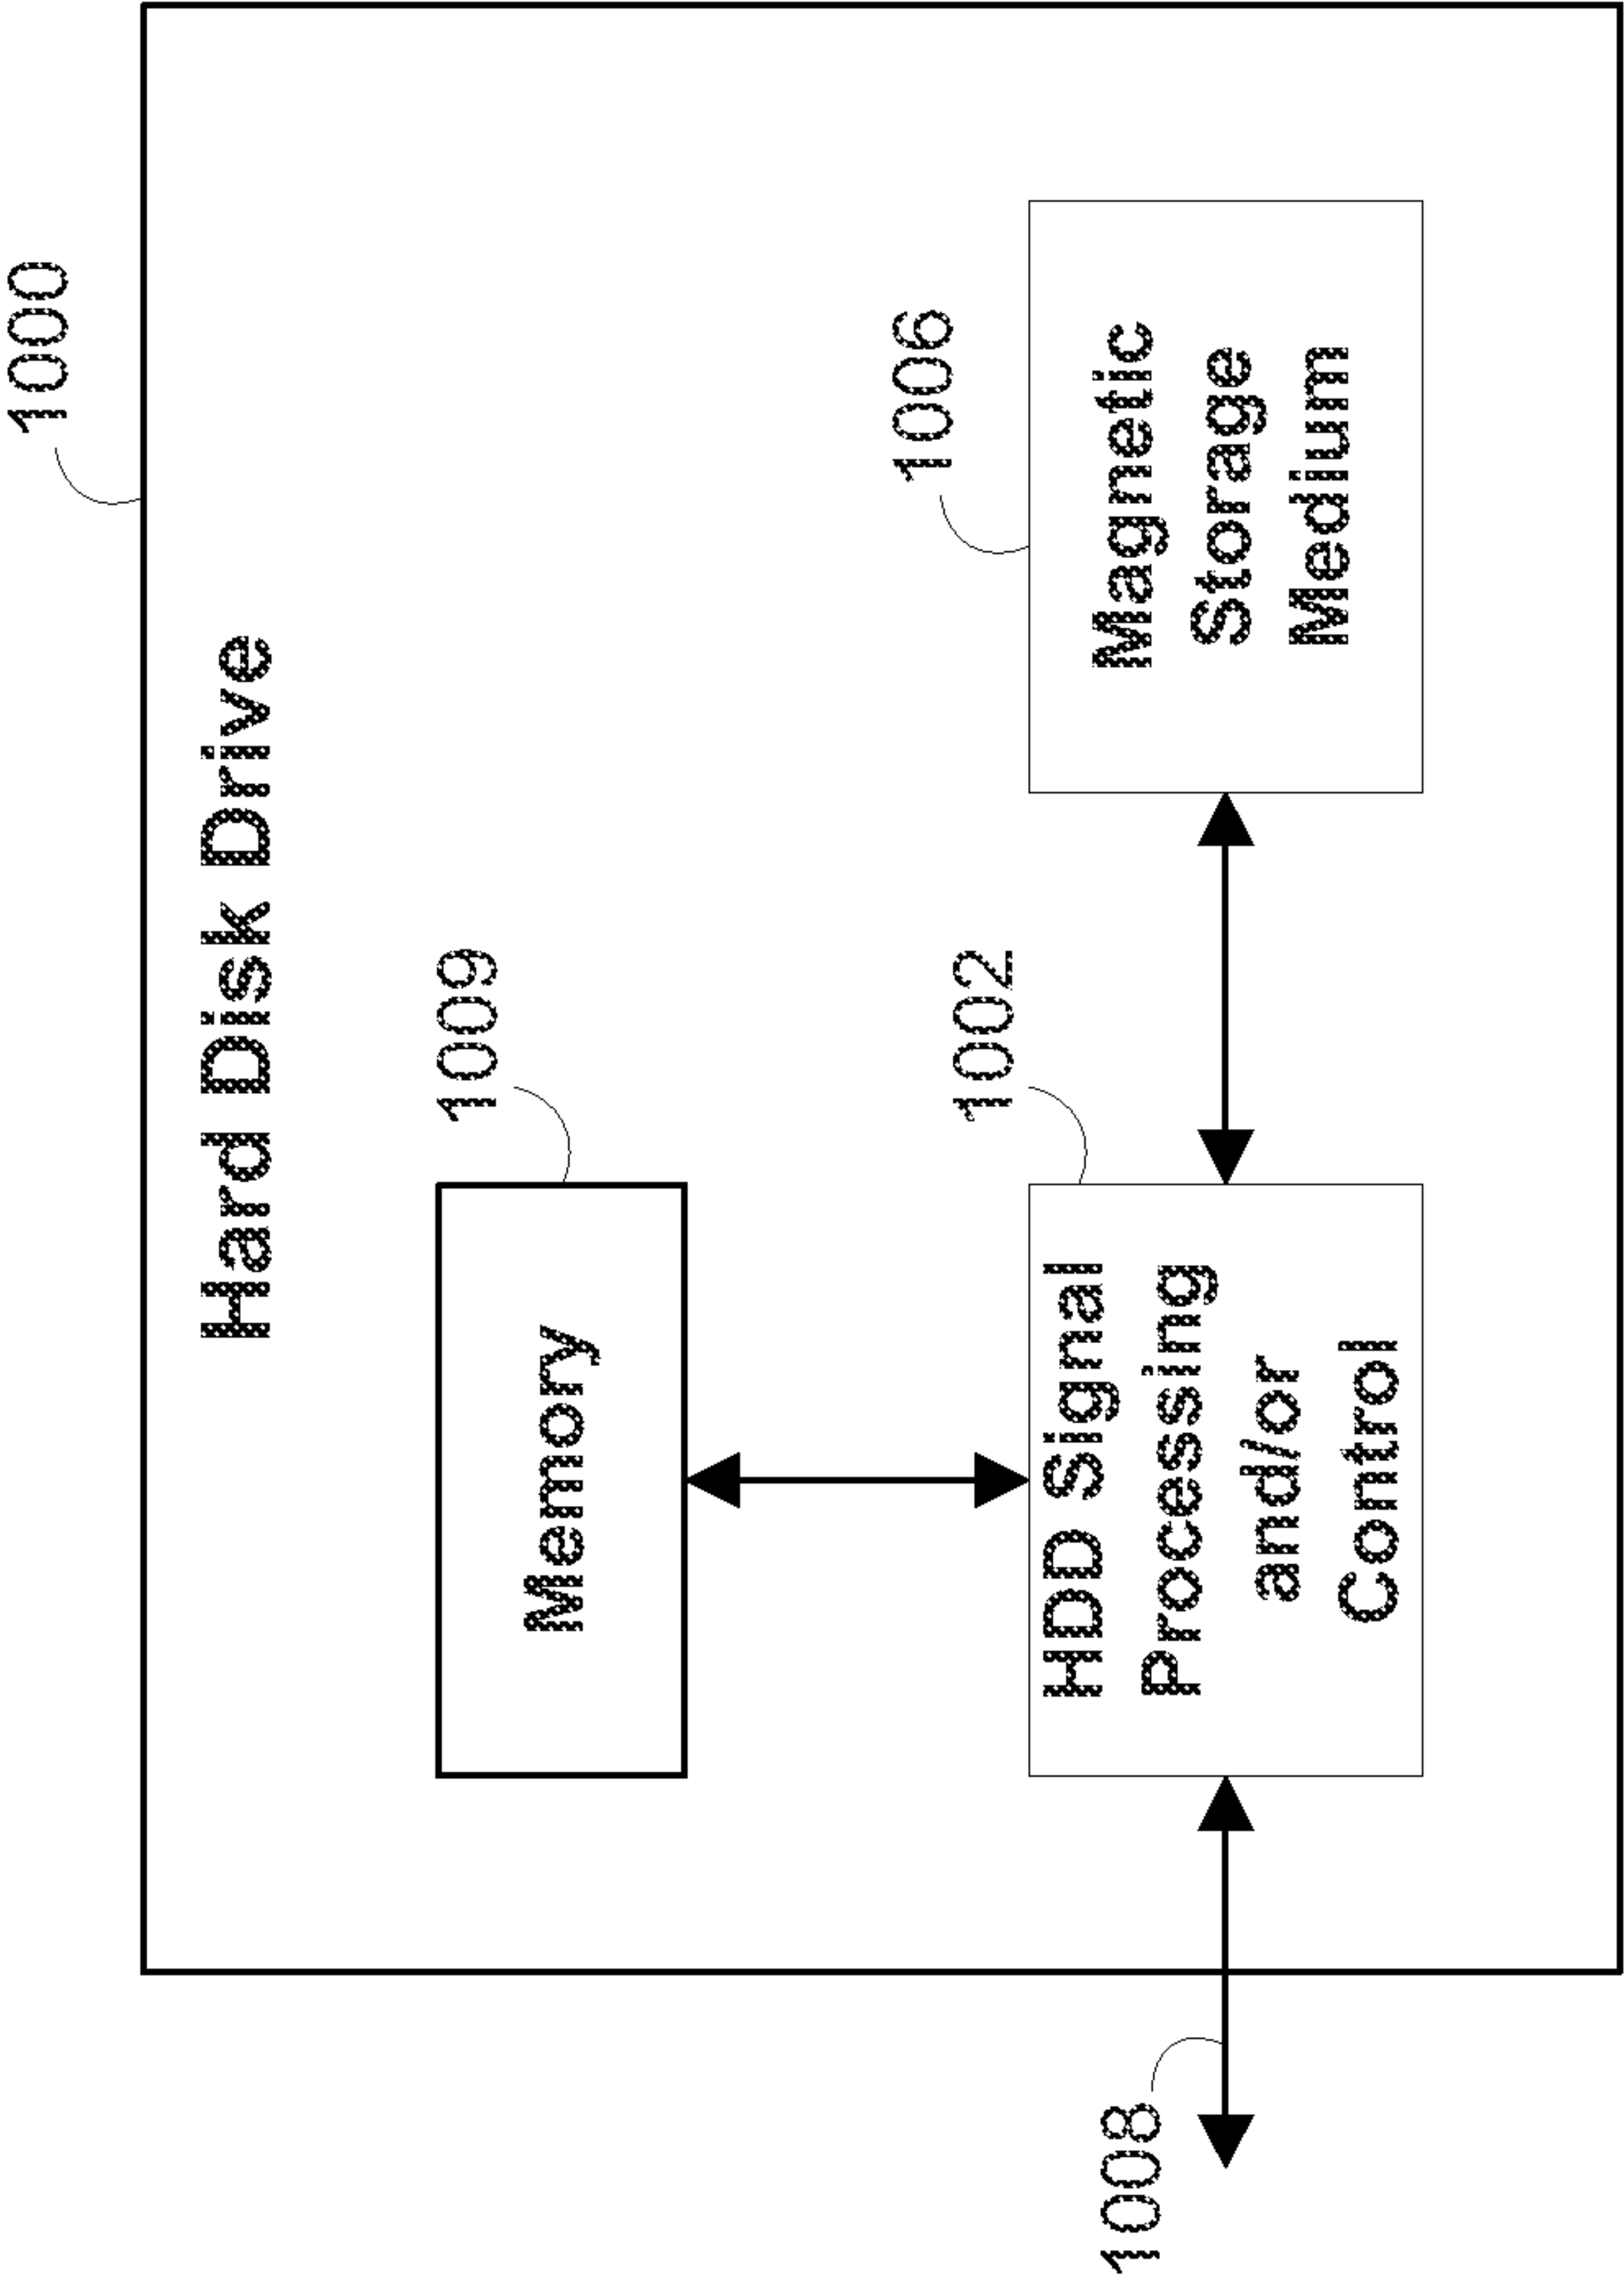 1000
Hard Disk Drive
1009
Memory
1002
HDD Signal
Processing
and/or
Control
1006
Magnetic
Storage
Medium
1008